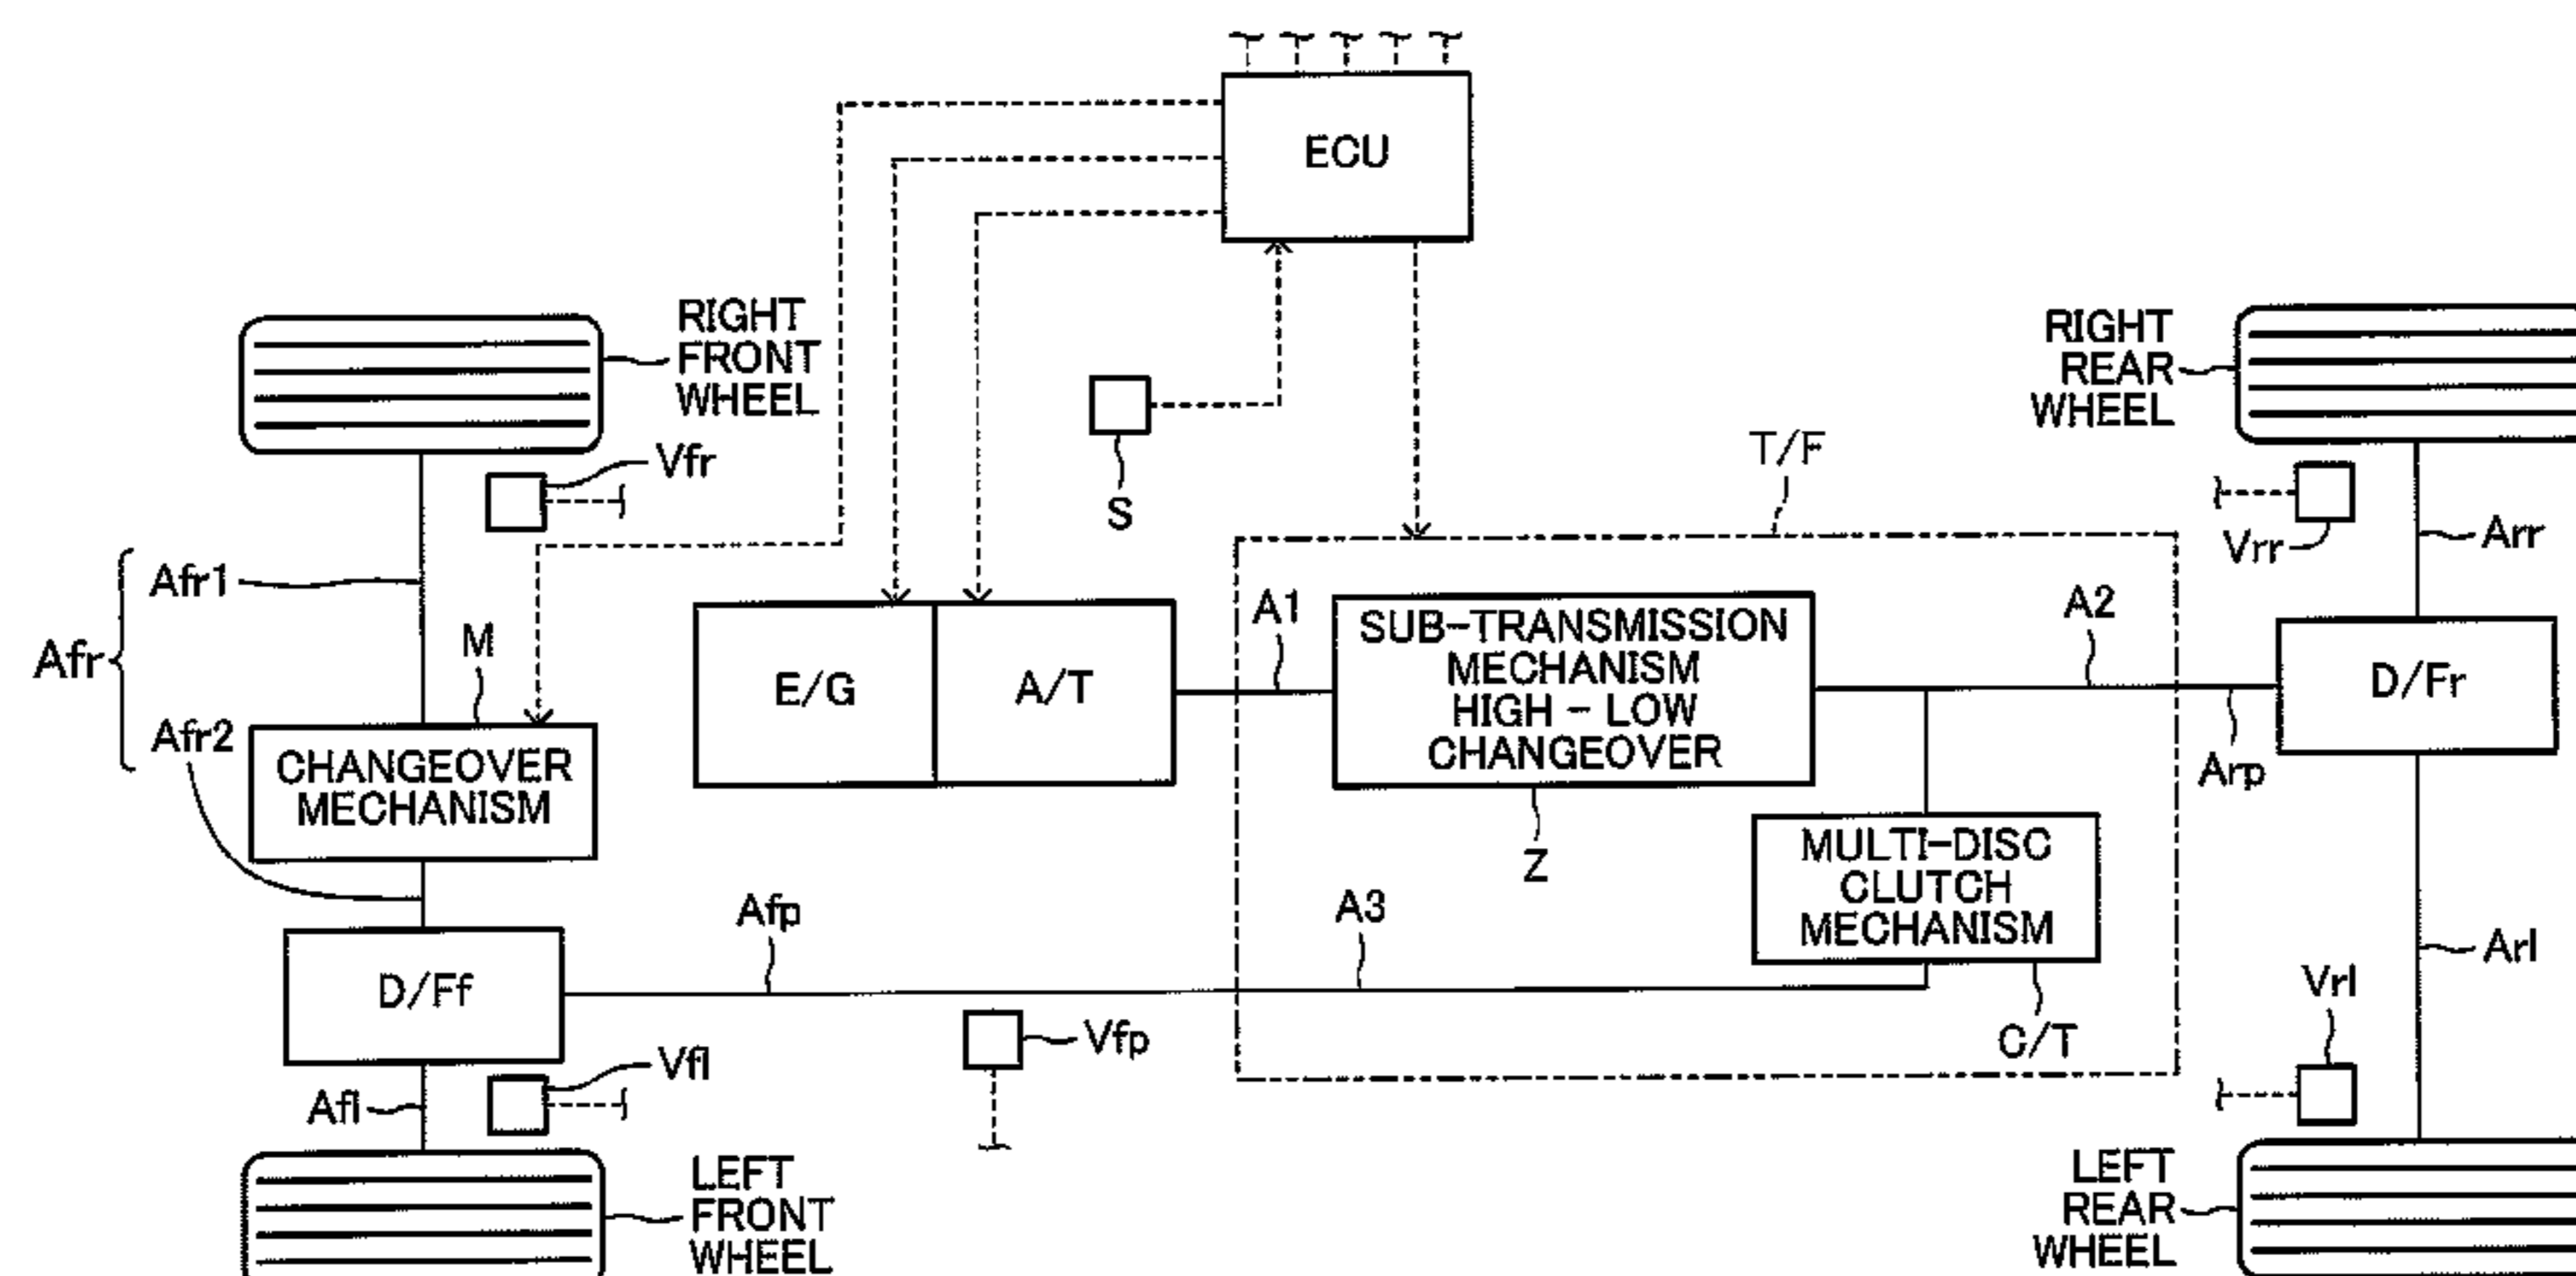 ECU
RIGHT
FRONT
WHEEL
RIGHT
REAR
WHEEL
Vfr
S
T/F
Vrr
Arr
Afr
Afr1
Afr2
M
CHANGEOVER
MECHANISM
E/G
A/T
A1
SUB-TRANSMISSION
MECHANISM
HIGH - LOW
CHANGEOVER
Z
A2
Arp
D/Fr
MULTI-DISC
CLUTCH
MECHANISM
C/T
Afp
A3
D/Ff
Vfp
Vfl
Afl
Arl
Vrl
LEFT
FRONT
WHEEL
LEFT
REAR
WHEEL